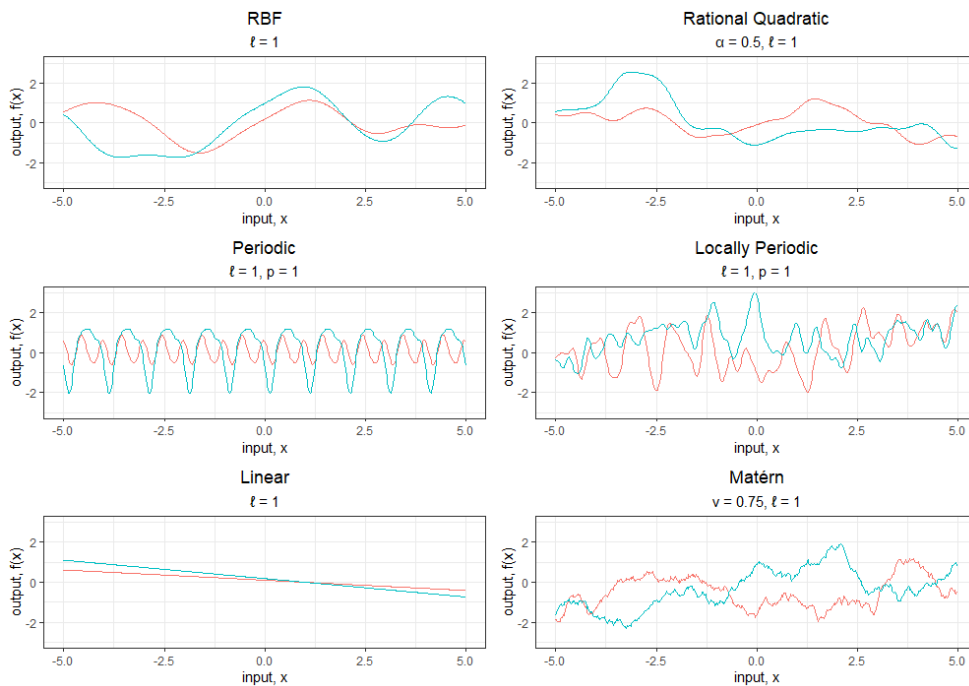 RBF
ℓ = 1
output, f(x)
2
0
-2
-5.0 -2.5 0.0 2.5 5.0
input, x
Rational Quadratic
α = 0.5, ℓ = 1
output, f(x)
2
0
-2
-5.0 -2.5 0.0 2.5 5.0
input, x
Periodic
ℓ = 1, p = 1
output, f(x)
2
0
-2
-5.0 -2.5 0.0 2.5 5.0
input, x
Locally Periodic
ℓ = 1, p = 1
output, f(x)
2
0
-2
-5.0 -2.5 0.0 2.5 5.0
input, x
Linear
ℓ = 1
output, f(x)
2
0
-2
-5.0 -2.5 0.0 2.5 5.0
input, x
Matérn
v = 0.75, ℓ = 1
output, f(x)
2
0
-2
-5.0 -2.5 0.0 2.5 5.0
input, x